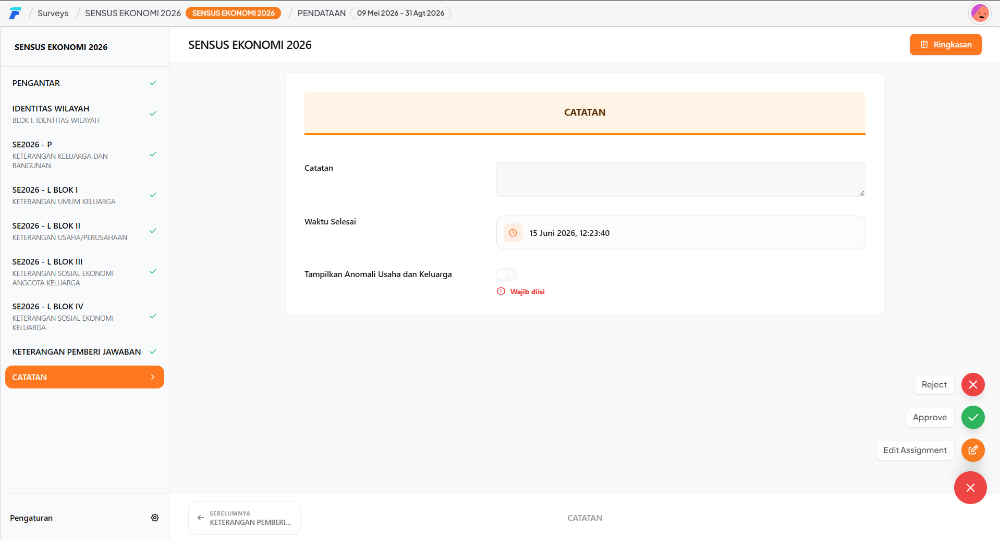 Surveys
SENSUS EKONOMI 2026
SENSUS EKONOMI 2026
PENDATAAN
09 Mei 2026 - 31 Agt 2026
SENSUS EKONOMI 2026
PENGANTAR
IDENTITAS WILAYAH
BLOK I. IDENTITAS WILAYAH
SE2026 - P
KETERANGAN KELUARGA DAN
BANGUNAN
SE2026 - L BLOK I
KETERANGAN UMUM KELUARGA
SE2026 - L BLOK II
KETERANGAN USAHA/PERUSAHAAN
SE2026 - L BLOK III
KETERANGAN SOSIAL EKONOMI
ANGGOTA KELUARGA
SE2026 - L BLOK IV
KETERANGAN SOSIAL EKONOMI
KELUARGA
KETERANGAN PEMBERI JAWABAN
CATATAN
Pengaturan
SENSUS EKONOMI 2026
Ringkasan
CATATAN
Catatan
Waktu Selesai
15 Juni 2026, 12:23:40
Tampilkan Anomali Usaha dan Keluarga
Wajib diisi
Reject
Approve
Edit Assignment
SEBELUMNYA
KETERANGAN PEMBERI...
CATATAN